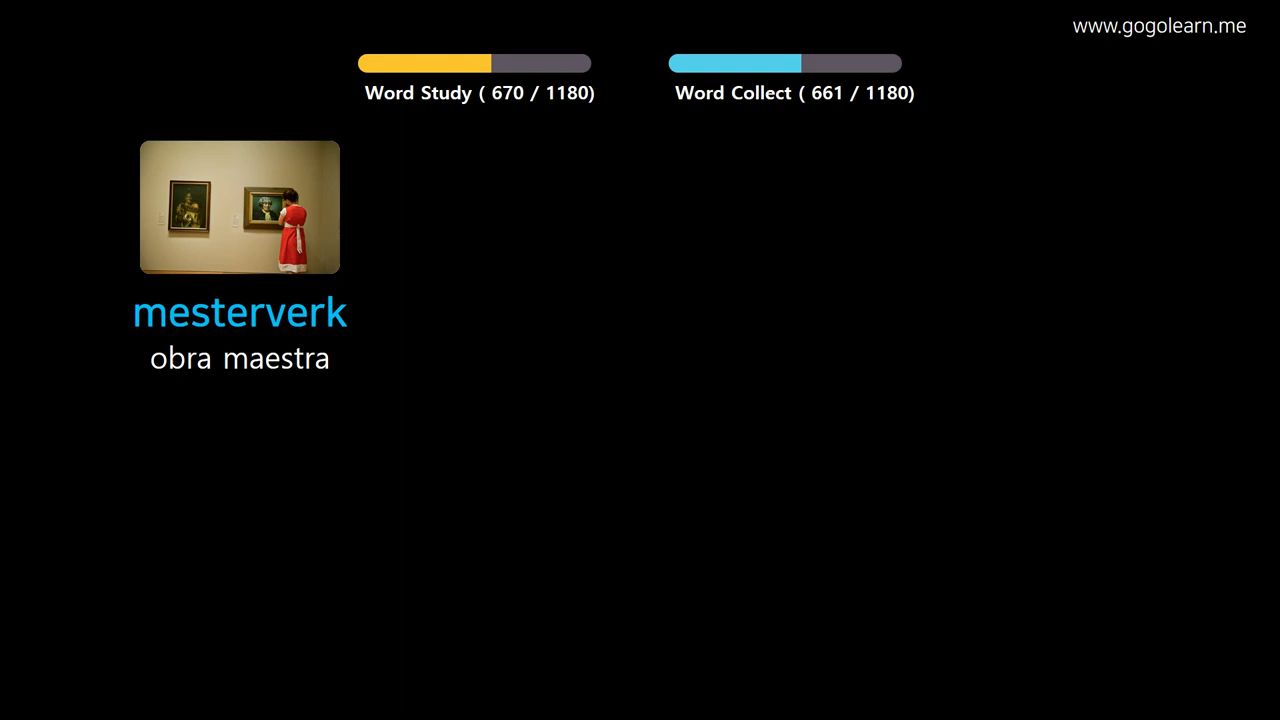 www.gogolearn.me
Word Study ( 670 / 1180)
Word Collect ( 661 / 1180)
mesterverk
obra maestra